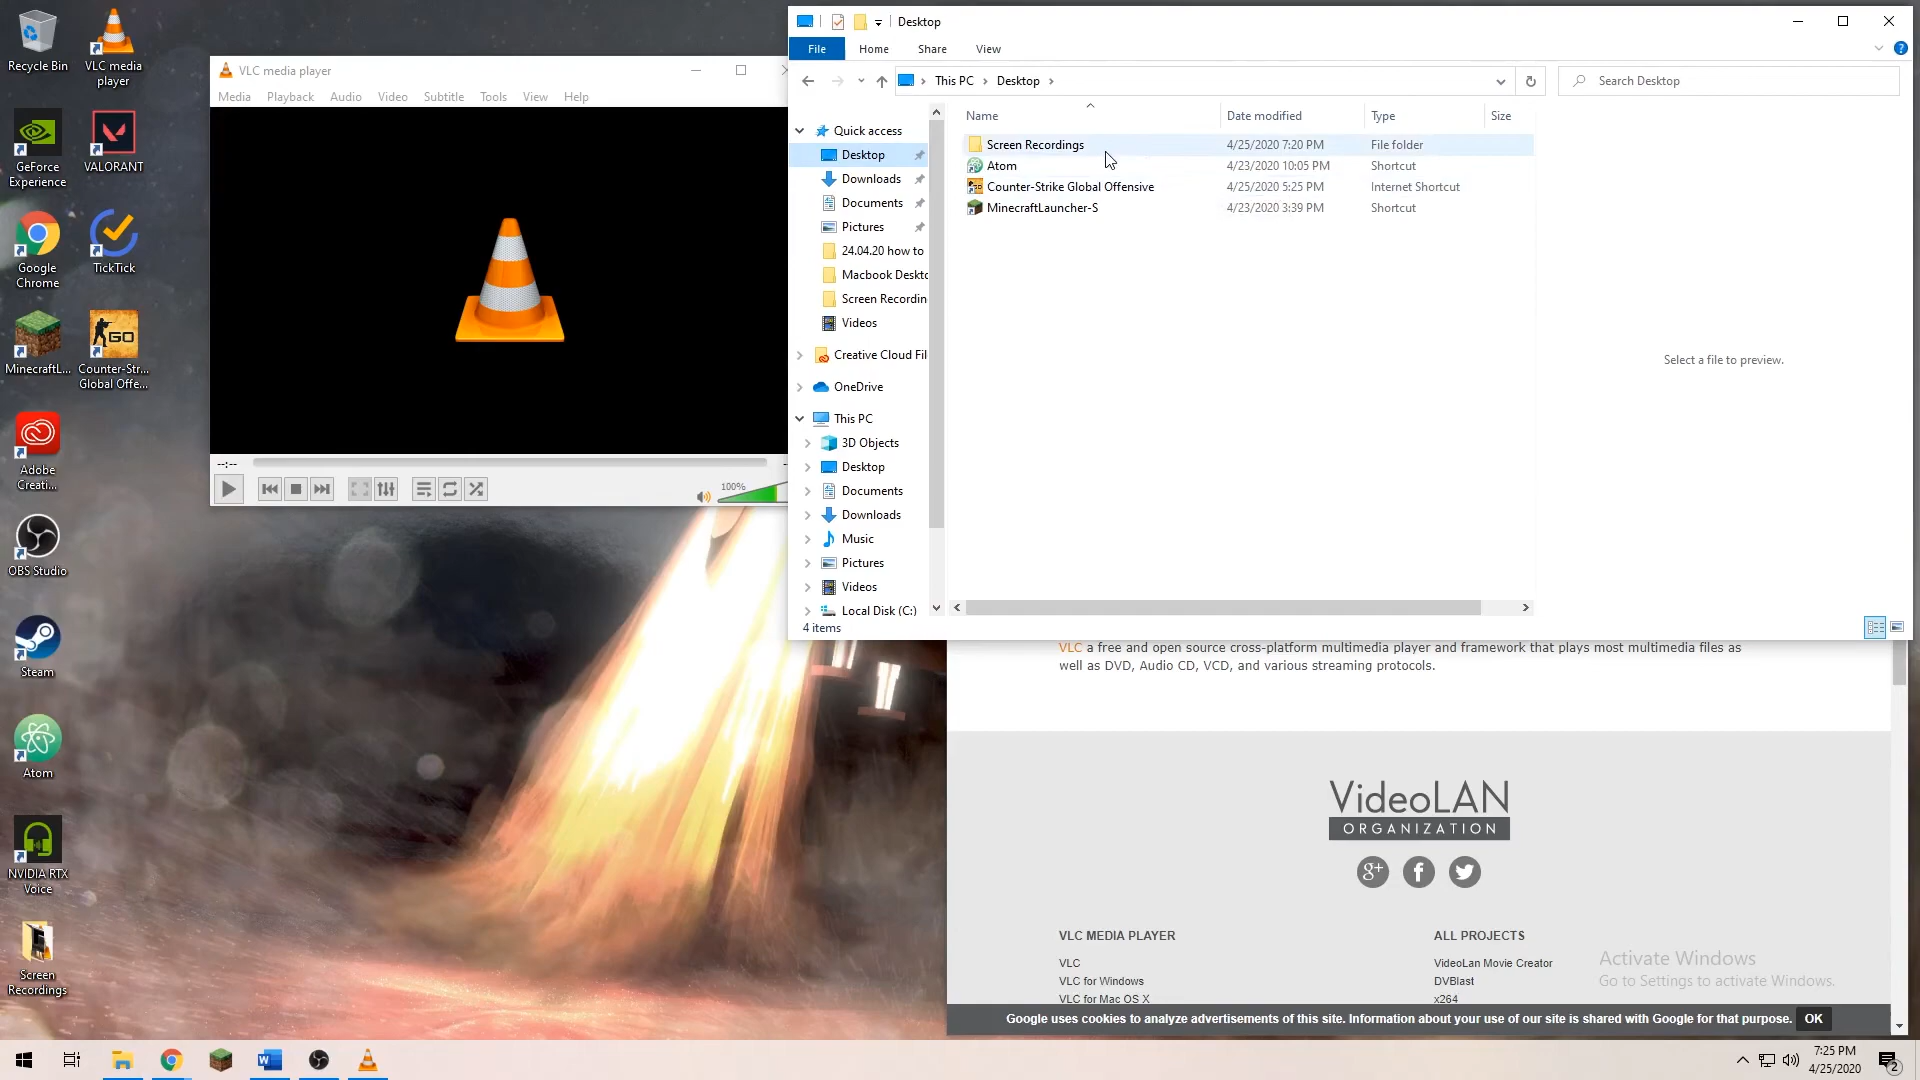 Recycle Bin
VLC media
player
GeForce
Experience
VALORANT
Google
Chrome
TickTick
MinecraftL...
Counter-Str...
Global Offe...
GO
Adobe
Creati...
OBS Studio
Steam
Atom
NVIDIA RTX
Voice
Screen
Recordings
VLC media player
Media Playback Audio Video Subtitle Tools View Help
--:--
100%
Desktop
File Home Share View
This PC Desktop
Search Desktop
Name Date modified Type Size
Screen Recordings 4/25/2020 7:20 PM File folder
Atom 4/23/2020 10:05 PM Shortcut
Counter-Strike Global Offensive 4/25/2020 5:25 PM Internet Shortcut
MinecraftLauncher-S 4/23/2020 3:39 PM Shortcut
Quick access
Desktop
Downloads
Documents
Pictures
24.04.20 how to
Macbook Deskto
Screen Recordin
Videos
Creative Cloud Fil
OneDrive
This PC
3D Objects
Desktop
Documents
Downloads
Music
Pictures
Videos
Local Disk (C:)
4 items
Select a file to preview.
VLC a free and open source cross-platform multimedia player and framework that plays most multimedia files as
well as DVD, Audio CD, VCD, and various streaming protocols.
VideoLAN
ORGANIZATION
g+
VLC MEDIA PLAYER
VLC
VLC for Windows
VLC for Mac OS X
ALL PROJECTS
VideoLan Movie Creator
DVBlast
x264
Activate Windows
Go to Settings to activate Windows.
Google uses cookies to analyze advertisements of this site. Information about your use of our site is shared with Google for that purpose. OK
7:25 PM
4/25/2020
2